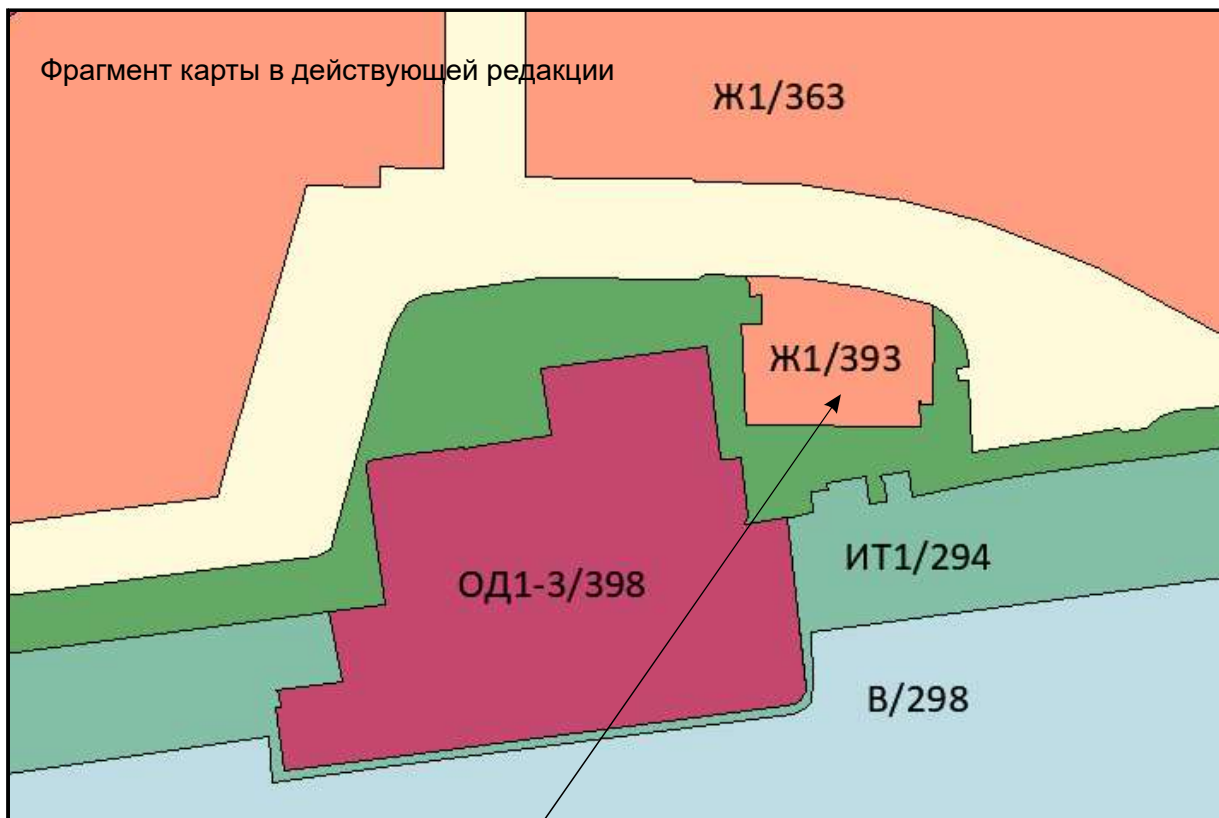 Фрагмент карты в действующей редакции
Ж1/363
Ж1/393
ИТ1/294
ОД1-3/398
В/298